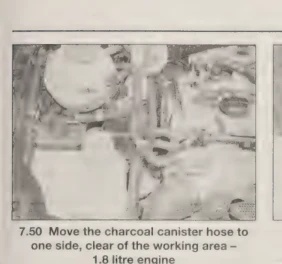 7.50 Move the charcoal canister hose to
one side, clear of the working area –
1.8 litre engine